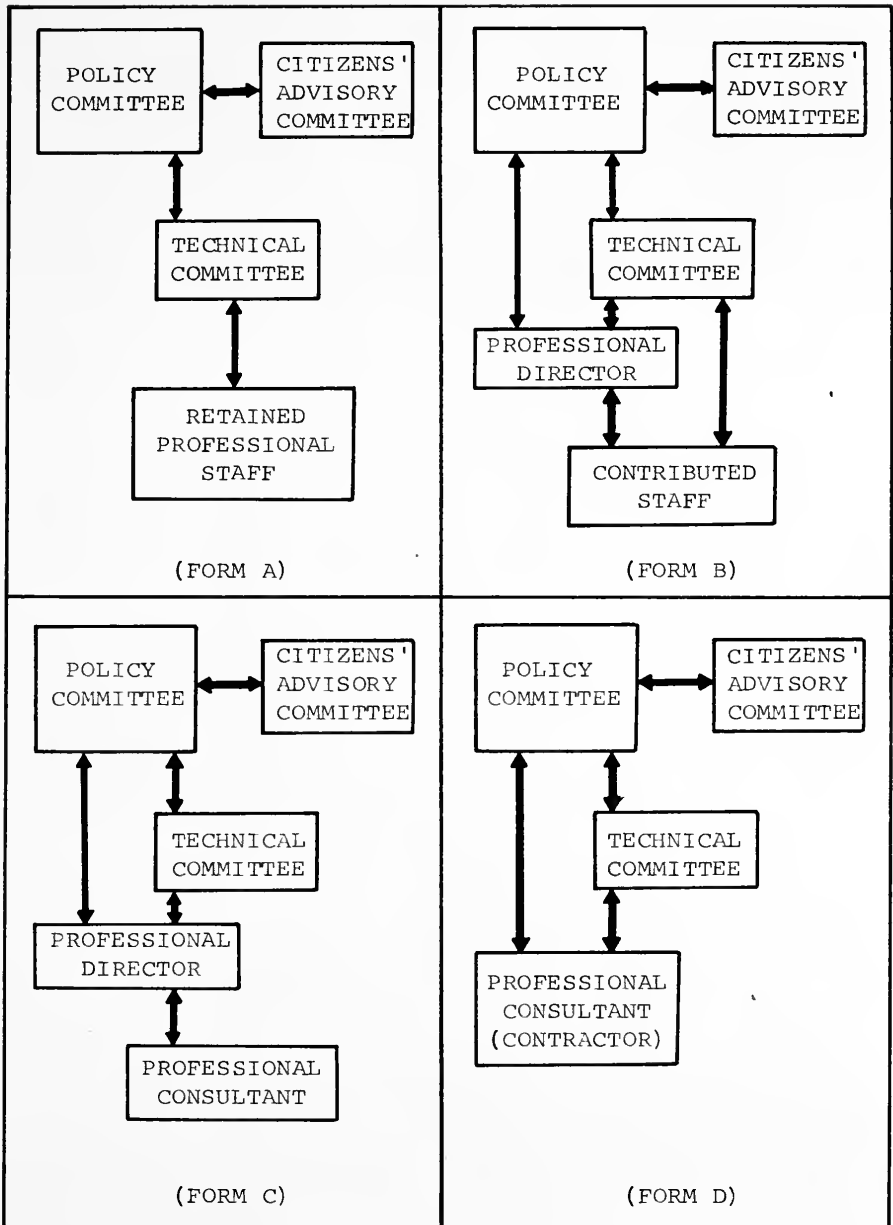 POLICY
COMMITTEE
CITIZENS'
ADVISORY
COMMITTEE
TECHNICAL
COMMITTEE
RETAINED
PROFESSIONAL
STAFF
(FORM A)
POLICY
COMMITTEE
CITIZENS'
ADVISORY
COMMITTEE
TECHNICAL
COMMITTEE
PROFESSIONAL
DIRECTOR
CONTRIBUTED
STAFF
(FORM B)
POLICY
COMMITTEE
CITIZENS'
ADVISORY
COMMITTEE
TECHNICAL
COMMITTEE
PROFESSIONAL
DIRECTOR
PROFESSIONAL
CONSULTANT
(FORM C)
POLICY
COMMITTEE
CITIZENS'
ADVISORY
COMMITTEE
TECHNICAL
COMMITTEE
PROFESSIONAL
CONSULTANT
(CONTRACTOR)
(FORM D)